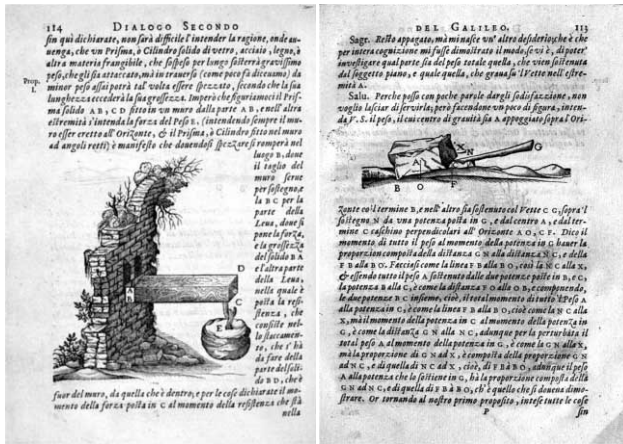 114 DIALOGO SECONDO
sin quì dichiarate, non sarà difficile l'intender la ragione, onde au-
uenga, che vn Prisma, ò Cilindro solido di vetro, acciaio, legno, ò
altra materia frangibile, che sospeso per lungo sosterrà grauissimo
peso, che gli sia attaccato, mà in trauerso (come poco fà diceuamo) da
Prop.
I.
minor peso assai potrà tal volta essere spezzato, secondo che la sua
lunghezza eccederà la sua grossezza. Imperò che figuriamoci il Pris-
ma solido A B, C D fitto in vn muro dalla parte A B, e nell'altra
estremità s'intenda la forza del Peso E. (intendendo sempre il mu-
ro esser eretto all'Orizonte, & il Prisma, ò Cilindro fitto nel muro
ad angoli retti) è manifesto che douendosi spezzare si romperà nel
luogo B, doue
il taglio del
muro serue
per sostegno, e
la B C per la
parte della
Leua, doue si
pone la forza,
e la grossezza
del solido B A
è l'altra parte
della Leua,
nella quale è
posta la resi-
stenza, che
consiste nel-
lo staccamen-
to, che s'hà
da fare della
parte del soli-
do B D, che è
A B D C E
fuor del muro, da quella che è dentro; e per le cose dichiarate il mo-
mento della forza posta in C al momento della resistenza che stà
nella
DEL GALILEO. 113
Sagr. Resto appagato, mà mi nasce vn' altro desiderio; che è che
per intera cognizione mi fusse dimostrato il modo, se vi è, di poter
inuestigare qual parte sia del peso totale quella, che vien sostenuta
dal soggetto piano, e quale quella, che graua sù'l Vette nell'estre
mità A.
Salu. Perche posso con poche parole dargli sodisfazzione, non
voglio lasciar di seruirla; però facendone vn poco di figura, inten-
da V. S. il peso, il cui centro di grauità sia A appoggiato sopra l'Ori-
A X N G B O F
zonte co'l termine B, e nell'altro sia sostenuto col Vette C G, sopra'l
sostegno N da vna potenza posta in G, e dal centro A, e dal ter-
mine C caschino perpendicolari all'Orizonte A O, C F. Dico il
momento di tutto il peso al momento della potenza in G hauer la
proporzion composta della distanza G N alla distanza N C, e della
F B alla B O. Facciasi come la linea F B alla B O, così la N C alla X,
& essendo tutto'l peso A sostenuto dalle due potenze poste in B, e C,
la potenza B alla C, è come la distanza F O alla O B, e componendo,
le due potenze B C insieme, cioè, il total momento di tutto'l Peso A
alla potenza in C, è come la linea F B alla B O, cioè come la N C alla
X, mà il momento della potenza in C al momento della potenza in
G, è come la distanza G N alla N C, adunque per la perturbata il
total peso A al momento della potenza in G, è come la G N alla X,
mà la proporzione di G N ad X, è composta della proporzione G N
ad N C, e di quella di N C ad X, cioè, di F B à B O, adunque il peso
A alla potenza che lo sostiene in G, hà la proporzione composta della
G N ad N C, e di quella di F B à B O, ch'è quello che si doueua dimo-
strare. Or tornando al nostro primo proposito, intese tutte le cose
P sin